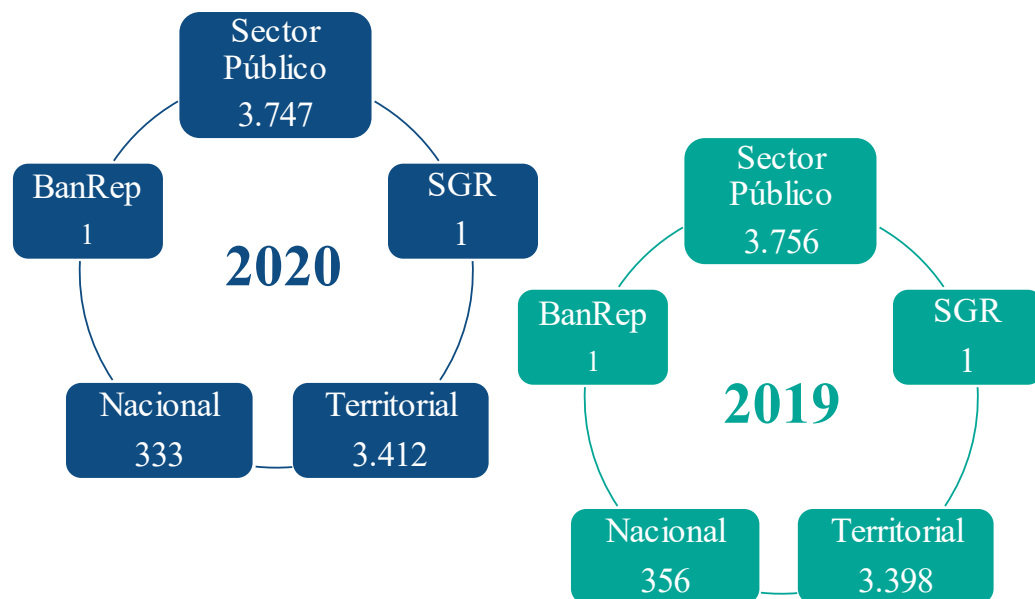 Sector
Público
3.747
BanRep
1
SGR
1
2020
Nacional
333
Territorial
3.412
Sector
Público
3.756
BanRep
1
SGR
1
2019
Nacional
356
Territorial
3.398